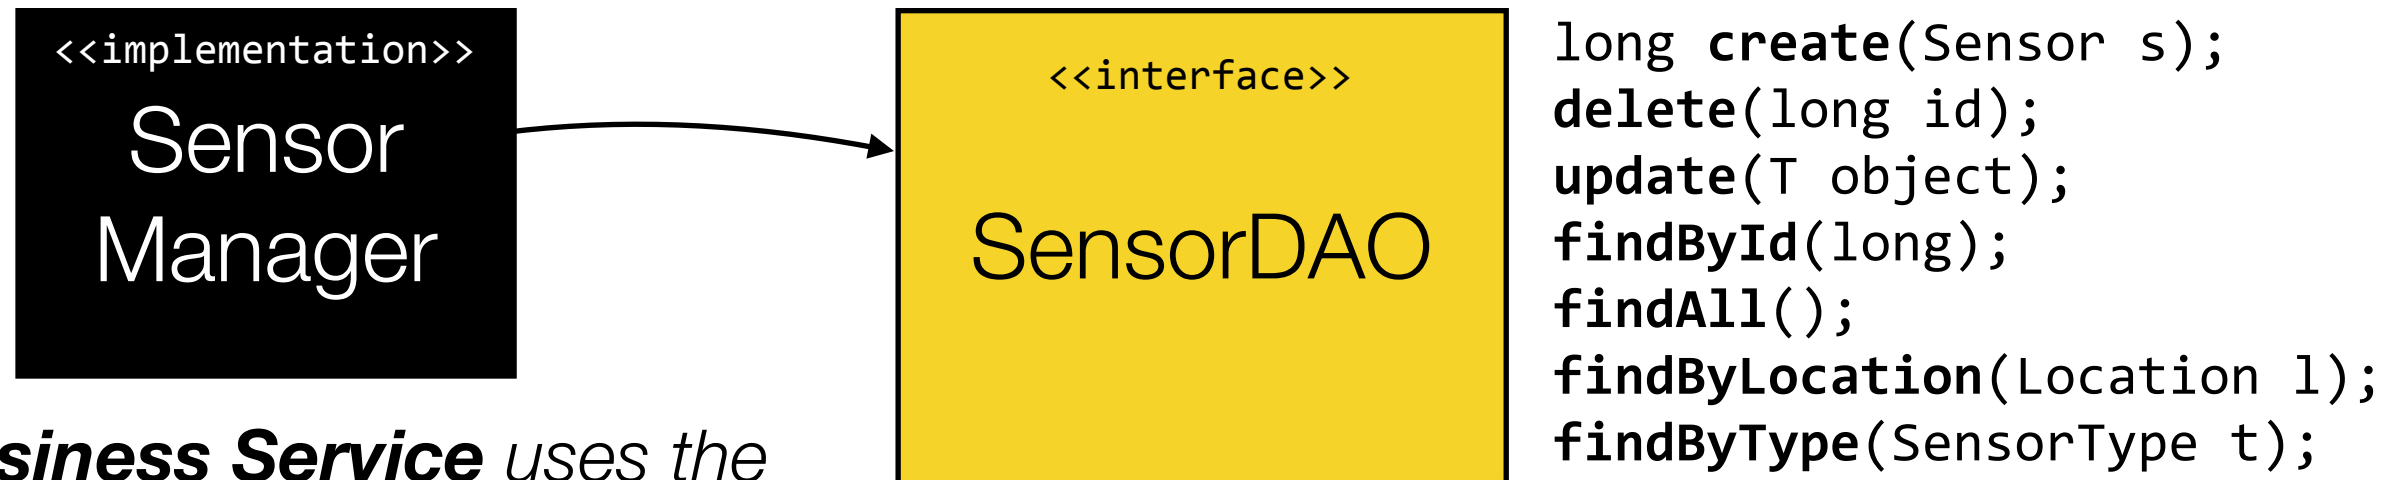 <<implementation>>
Sensor
Manager
siness Service uses the
<<interface>>
SensorDAO
long create(Sensor s);
delete(long id);
update(T object);
findById(long);
findAll();
findByLocation(Location l);
findByType(SensorType t);